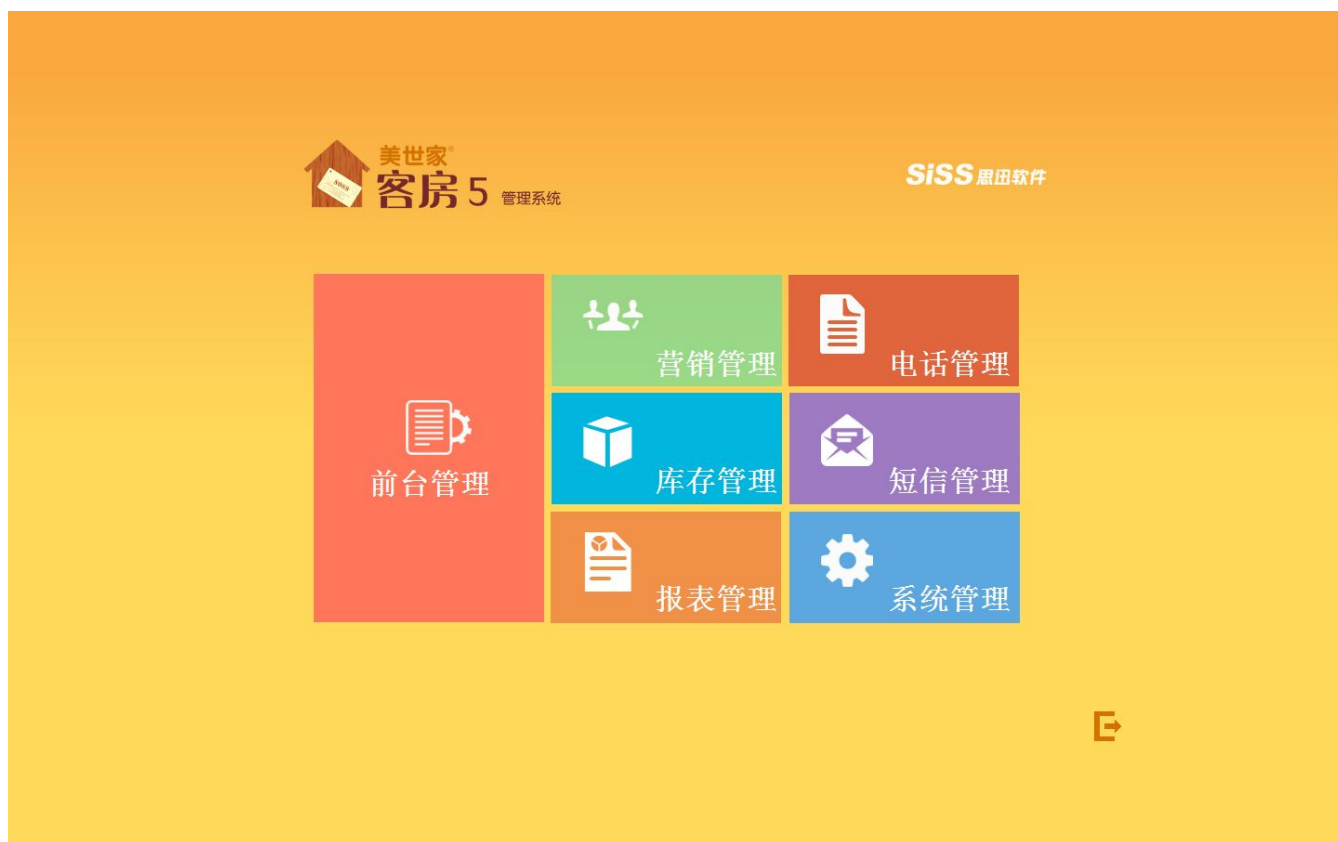 美世家®
客房5 管理系统
SiSS思迅软件
营销管理
电话管理
前台管理
库存管理
短信管理
报表管理
系统管理